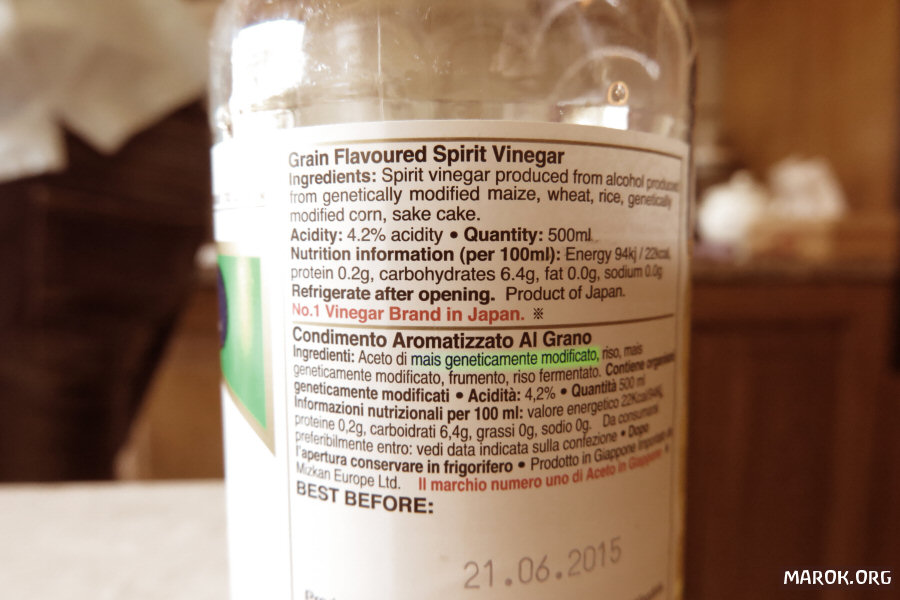 Grain Flavoured Spirit Vinegar
Ingredients: Spirit vinegar produced from alcohol produced
from genetically modified maize, wheat, rice, genetically
modified corn, sake cake.
Acidity: 4.2% acidity • Quantity: 500ml
Nutrition information (per 100ml): Energy 94kj / 22kcal,
protein 0.2g, carbohydrates 6.4g, fat 0.0g, sodium 0.0g
Refrigerate after opening. Product of Japan.
No.1 Vinegar Brand in Japan. ※
Condimento Aromatizzato Al Grano
Ingredienti: Aceto di mais geneticamente modificato, riso, mais
geneticamente modificato, frumento, riso fermentato. Contiene organismi
geneticamente modificati • Acidità: 4,2% • Quantità 500 ml
Informazioni nutrizionali per 100 ml: valore energetico 22Kcal/94Kj,
proteine 0,2g, carboidrati 6,4g, grassi 0g, sodio 0g. Da consumarsi
preferibilmente entro: vedi data indicata sulla confezione • Dopo
l'apertura conservare in frigorifero • Prodotto in Giappone importato da
Mizkan Europe Ltd. Il marchio numero uno di Aceto in Giappone ※
BEST BEFORE:
21.06.2015
MAROK.ORG